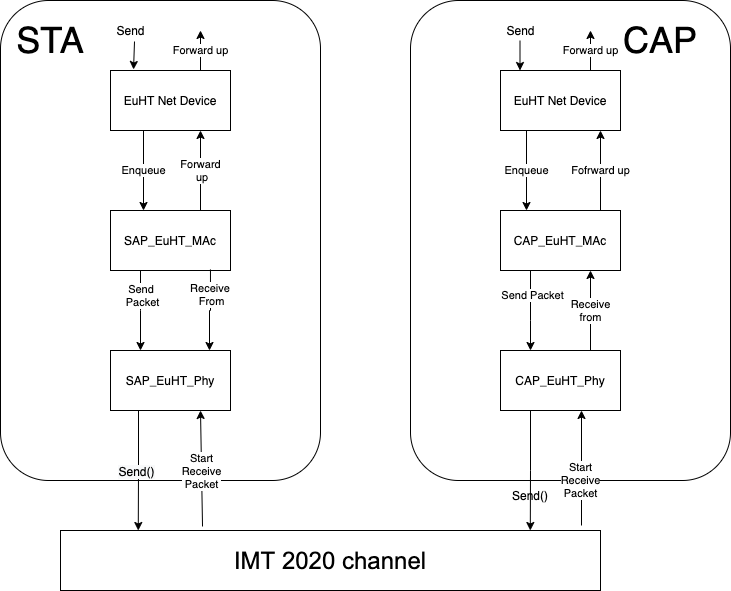 STA
Send
Forward up
EuHT Net Device
Enqueue
Forward
up
SAP_EuHT_MAc
Send
Packet
Receive
From
SAP_EuHT_Phy
Send()
Start
Receive
Packet
CAP
Send
Forward up
EuHT Net Device
Enqueue
Fofrward up
CAP_EuHT_MAc
Send Packet
Receive
from
CAP_EuHT_Phy
Send()
Start
Receive
Packet
IMT 2020 channel